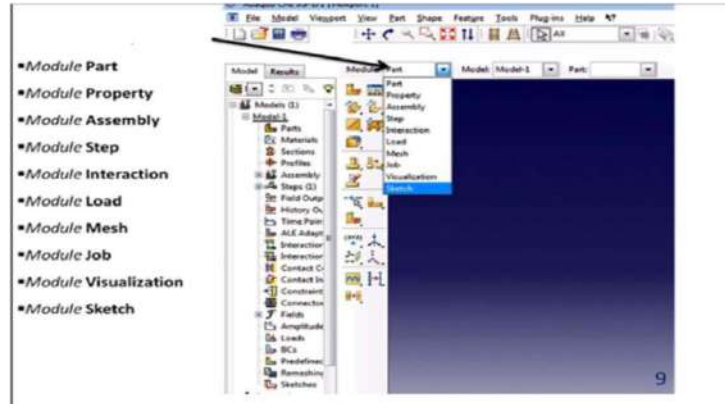 File Model Viewport View Part Shape Feature Tools Plug-ins Help
All
Model Results
Module: Part Model: Model-1 Part:
▪Module Part
▪Module Property
▪Module Assembly
▪Module Step
▪Module Interaction
▪Module Load
▪Module Mesh
▪Module Job
▪Module Visualization
▪Module Sketch
Models (1)
Model-1
Parts
Materials
Sections
Profiles
Assembly
Steps (1)
Field Outp
History Ou
Time Poin
ALE Adapt
Interaction
Interaction
Contact Co
Contact In
Constraint
Connector
Fields
Amplitude
Loads
BCs
Predefined
Remeshing
Sketches
Part
Property
Assembly
Step
Interaction
Load
Mesh
Job
Visualization
Sketch
9